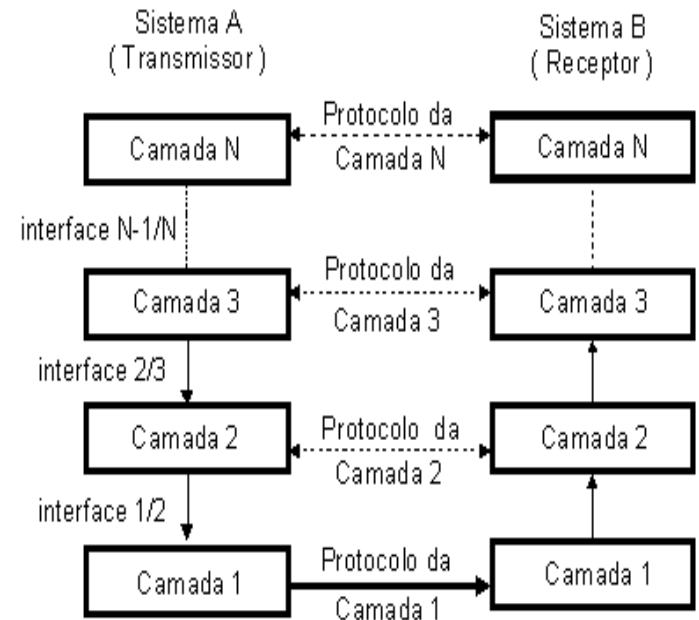 Sistema A
( Transmissor )
Sistema B
( Receptor )
Camada N
Protocolo da
Camada N
Camada N
interface N-1/N
Camada 3
Protocolo da
Camada 3
Camada 3
interface 2/3
Camada 2
Protocolo da
Camada 2
Camada 2
interface 1/2
Camada 1
Protocolo da
Camada 1
Camada 1